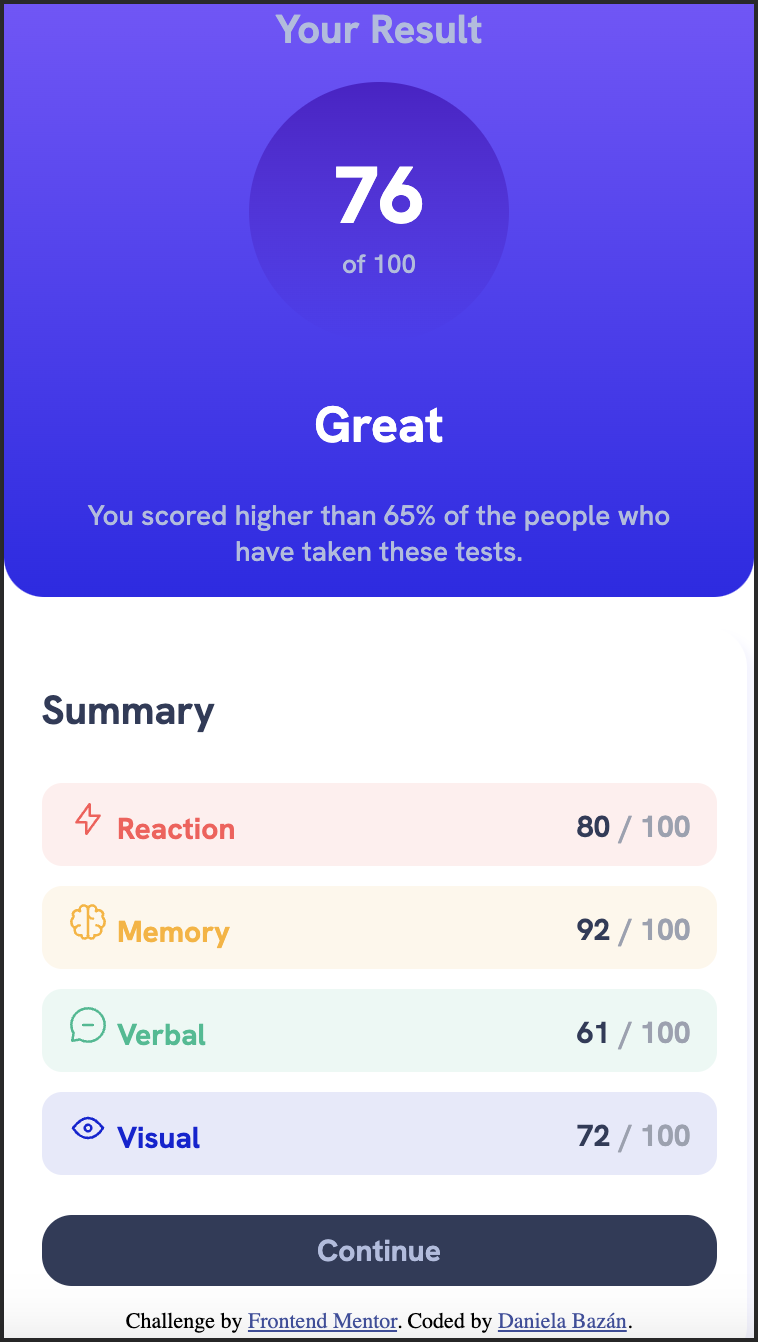 Your Result
76
of 100
Great
You scored higher than 65% of the people who
have taken these tests.
Summary
Reaction 80 / 100
Memory 92 / 100
Verbal 61 / 100
Visual 72 / 100
Continue
Challenge by Frontend Mentor. Coded by Daniela Bazán.